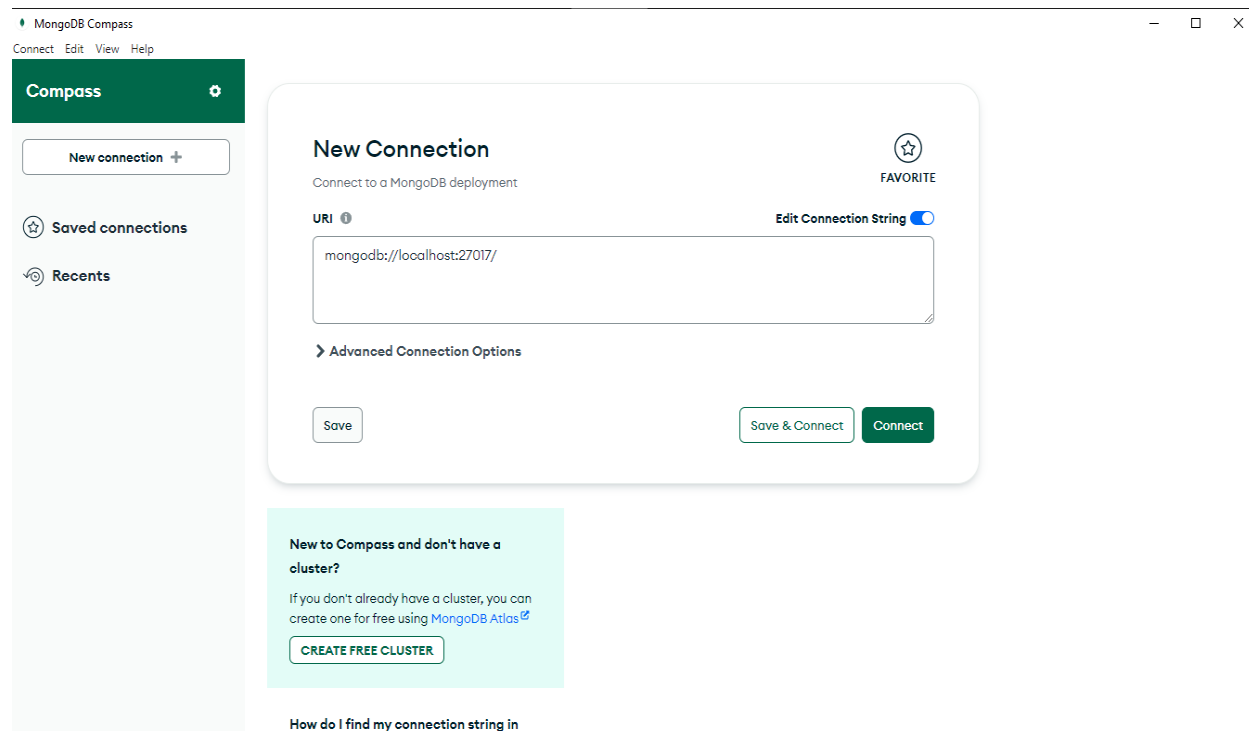 MongoDB Compass
Connect Edit View Help
Compass
New connection
Saved connections
Recents
New Connection
Connect to a MongoDB deployment
FAVORITE
URI
Edit Connection String
mongodb://localhost:27017/
Advanced Connection Options
Save
Save & Connect
Connect
New to Compass and don't have a
cluster?
If you don't already have a cluster, you can
create one for free using MongoDB Atlas
CREATE FREE CLUSTER
How do I find my connection string in